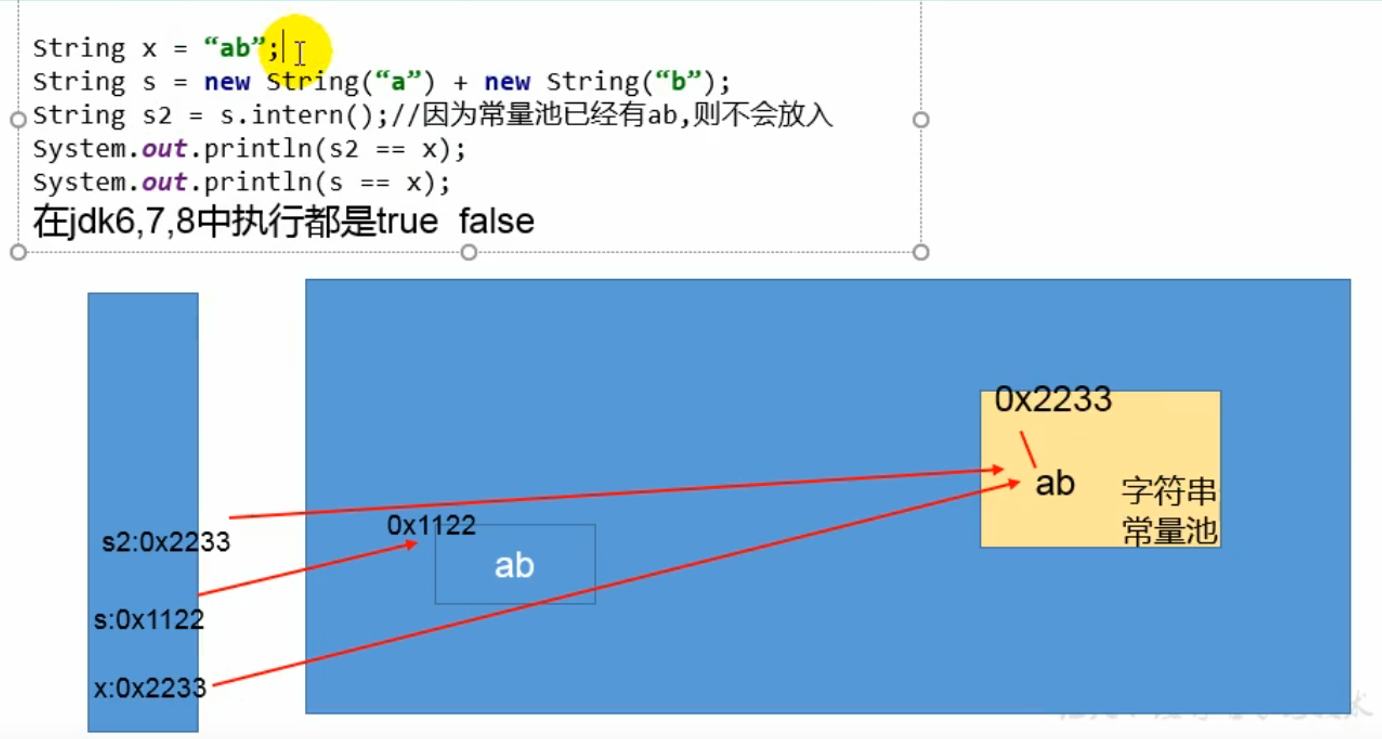 String x = “ab”;
String s = new String(“a”) + new String(“b”);
String s2 = s.intern();//因为常量池已经有ab,则不会放入
System.out.println(s2 == x);
System.out.println(s == x);
在jdk6,7,8中执行都是true  false
0x2233
ab
字符串
常量池
0x1122
ab
s2:0x2233
s:0x1122
x:0x2233